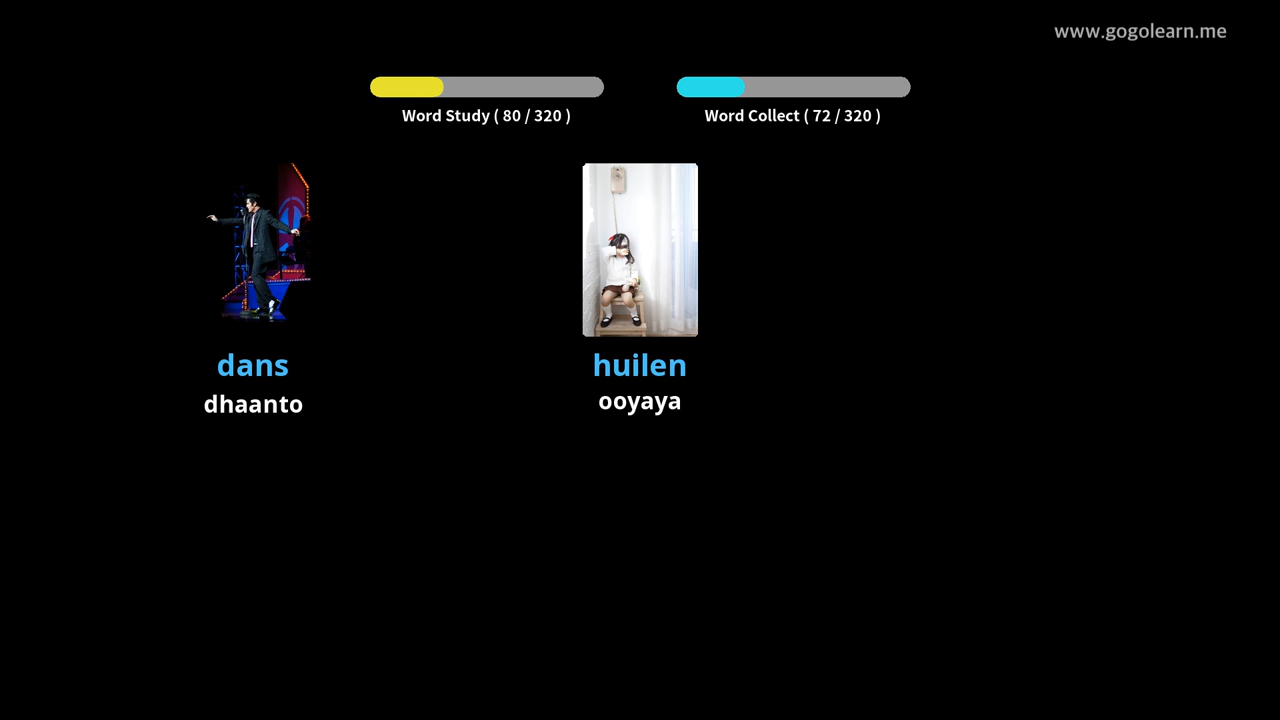 www.gogolearn.me
Word Study ( 80 / 320 )
Word Collect ( 72 / 320 )
dans
huilen
dhaanto
ooyaya